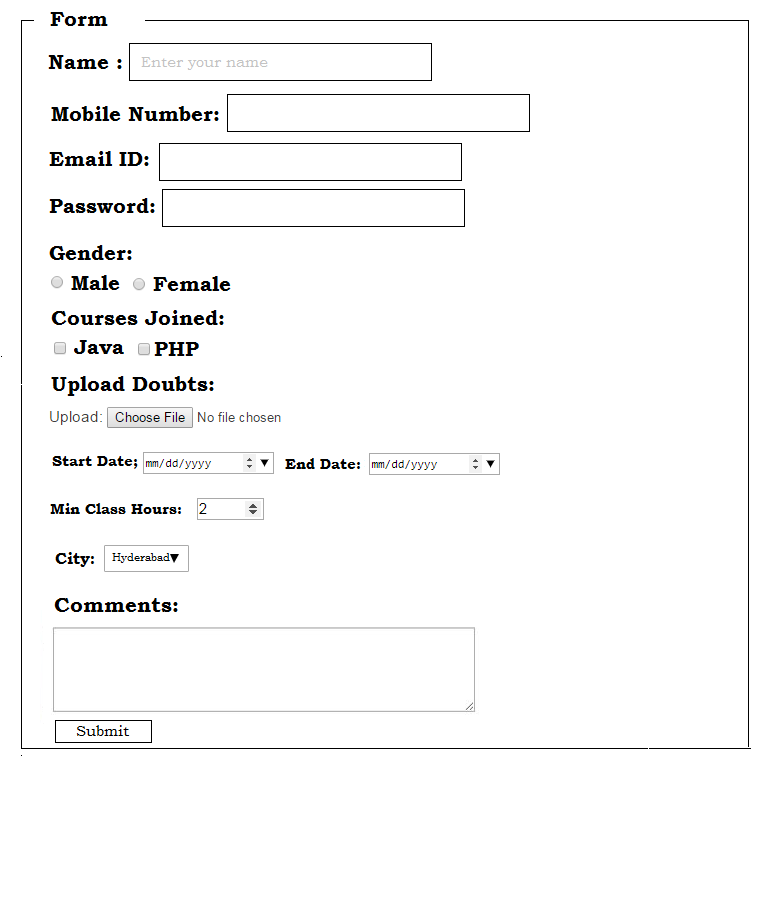 Form
Name : Enter your name
Mobile Number:
Email ID:
Password:
Gender:
Male Female
Courses Joined:
Java PHP
Upload Doubts:
Upload: Choose File No file chosen
Start Date; mm/dd/yyyy End Date: mm/dd/yyyy
Min Class Hours: 2
City: Hyderabad
Comments:
Submit